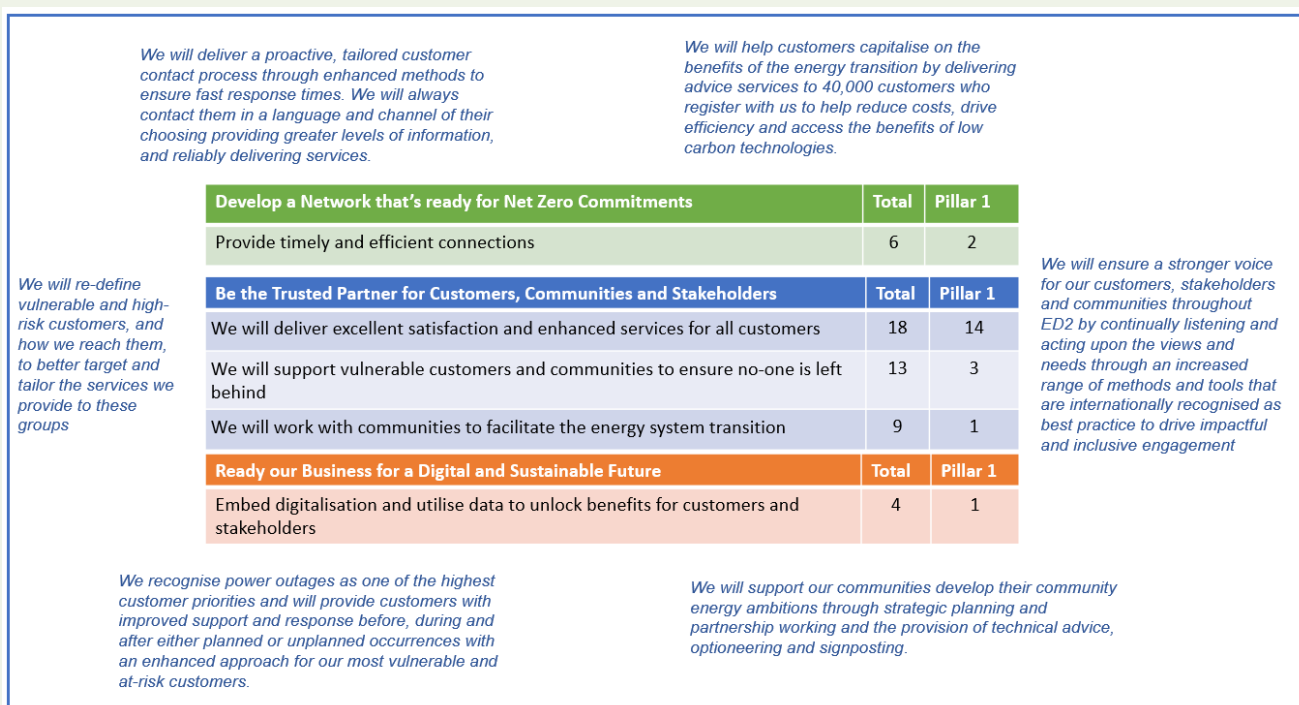 We will deliver a proactive, tailored customer
contact process through enhanced methods to
ensure fast response times. We will always
contact them in a language and channel of their
choosing providing greater levels of information,
and reliably delivering services.
We will help customers capitalise on the
benefits of the energy transition by delivering
advice services to 40,000 customers who
register with us to help reduce costs, drive
efficiency and access the benefits of low
carbon technologies.
Develop a Network that's ready for Net Zero Commitments Total Pillar 1
Provide timely and efficient connections 6 2
We will re-define
vulnerable and high-
risk customers, and
how we reach them,
to better target and
tailor the services we
provide to these
groups
Be the Trusted Partner for Customers, Communities and Stakeholders Total Pillar 1
We will deliver excellent satisfaction and enhanced services for all customers 18 14
We will support vulnerable customers and communities to ensure no-one is left 13 3
behind
We will work with communities to facilitate the energy system transition 9 1
Ready our Business for a Digital and Sustainable Future Total Pillar 1
Embed digitalisation and utilise data to unlock benefits for customers and 4 1
stakeholders
We will ensure a stronger voice
for our customers, stakeholders
and communities throughout
ED2 by continually listening and
acting upon the views and
needs through an increased
range of methods and tools that
are internationally recognised as
best practice to drive impactful
and inclusive engagement
We recognise power outages as one of the highest
customer priorities and will provide customers with
improved support and response before, during and
after either planned or unplanned occurrences with
an enhanced approach for our most vulnerable and
at-risk customers.
We will support our communities develop their community
energy ambitions through strategic planning and
partnership working and the provision of technical advice,
optioneering and signposting.